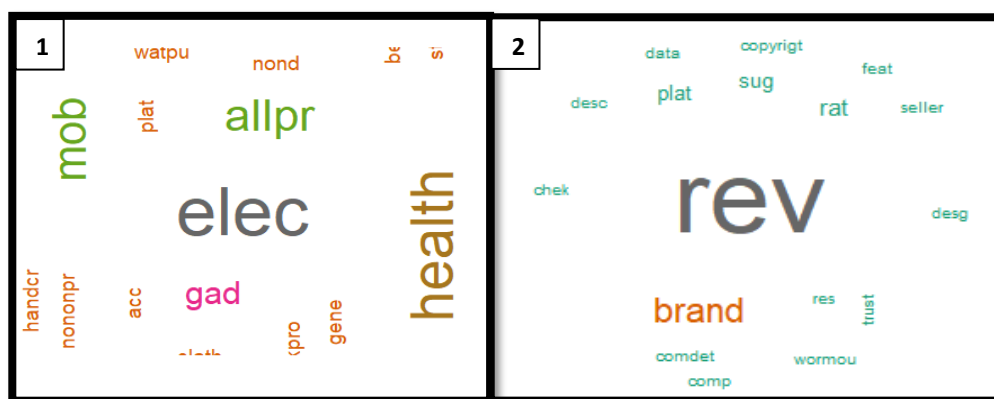 1
watpu
nond
be
mob
plat
allpr
elec
health
handcr
nononpr
acc
gad
gene
2
data
copyrigt
feat
desc
plat
sug
rat
seller
chek
rev
desg
brand
res
trust
comdet
wormou
comp